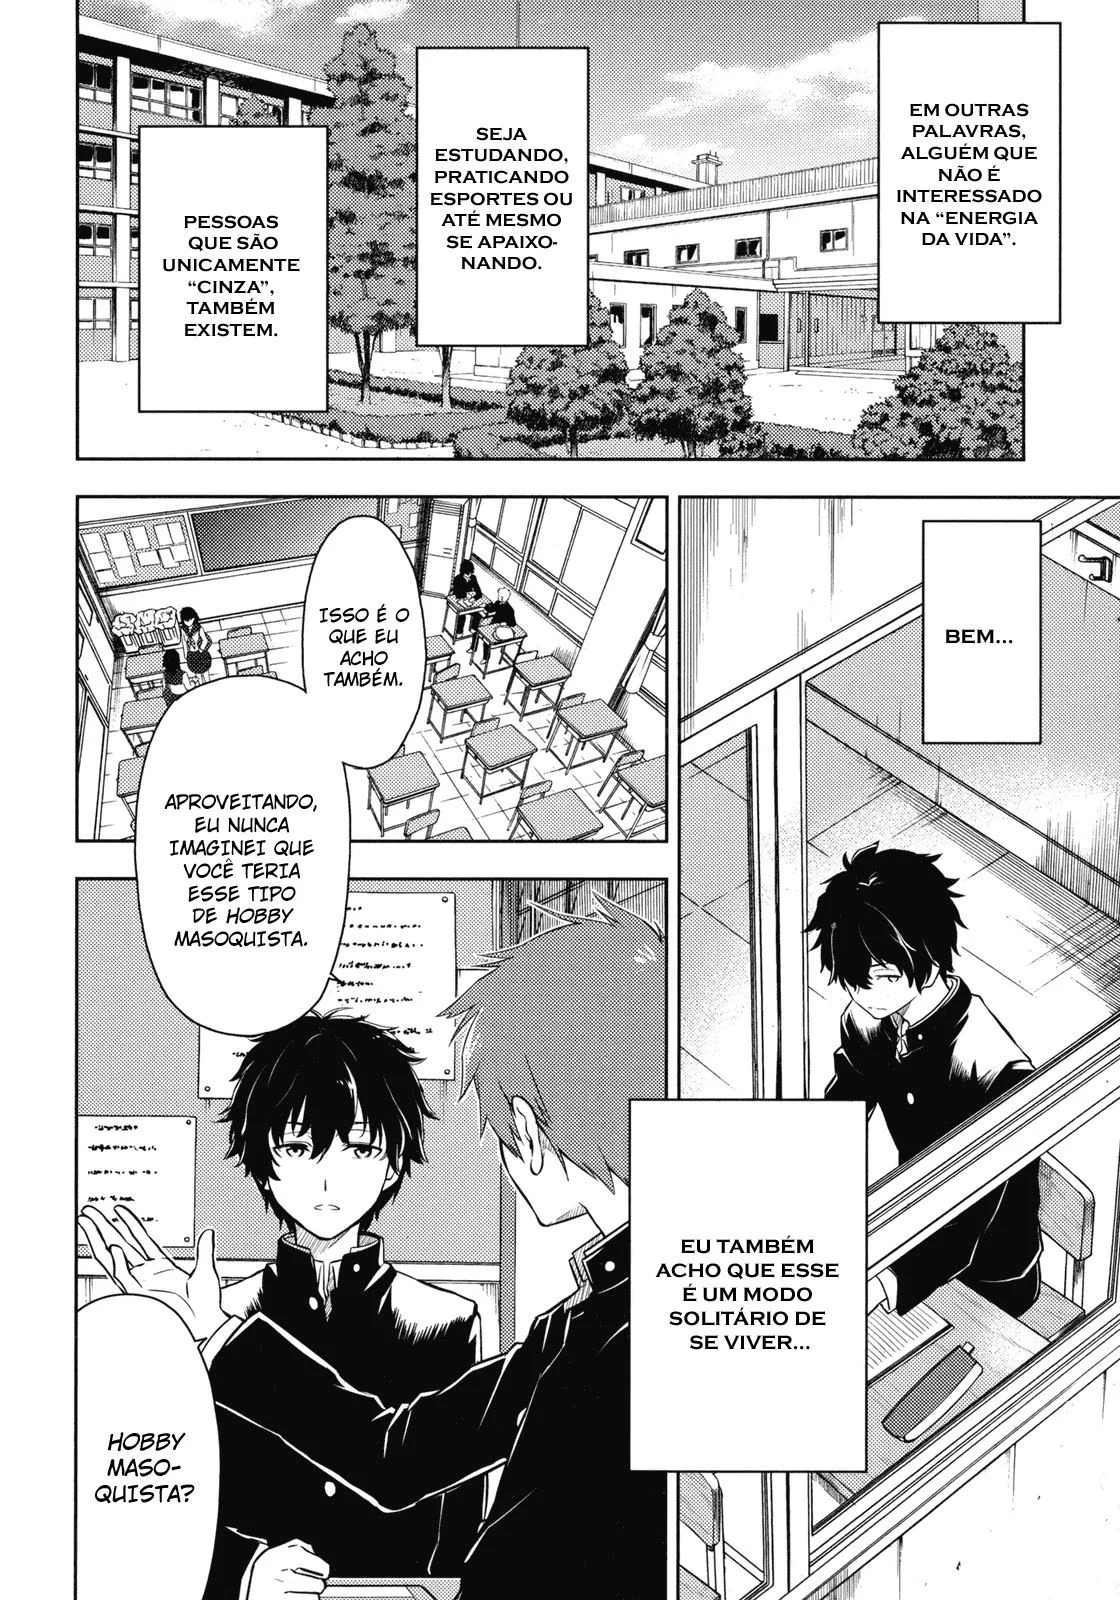 EM OUTRAS
PALAVRAS,
ALGUÉM QUE
NÃO É
INTERESSADO
NA “ENERGIA
DA VIDA”.
SEJA
ESTUDANDO,
PRATICANDO
ESPORTES OU
ATÉ MESMO
SE APAIXO-
NANDO.
PESSOAS
QUE SÃO
UNICAMENTE
“CINZA”,
TAMBÉM
EXISTEM.
BEM...
EU TAMBÉM
ACHO QUE ESSE
É UM MODO
SOLITÁRIO DE
SE VIVER...
ISSO É O
QUE EU
ACHO
TAMBÉM.
APROVEITANDO,
EU NUNCA
IMAGINEI QUE
VOCÊ TERIA
ESSE TIPO
DE HOBBY
MASOQUISTA.
HOBBY
MASO-
QUISTA?